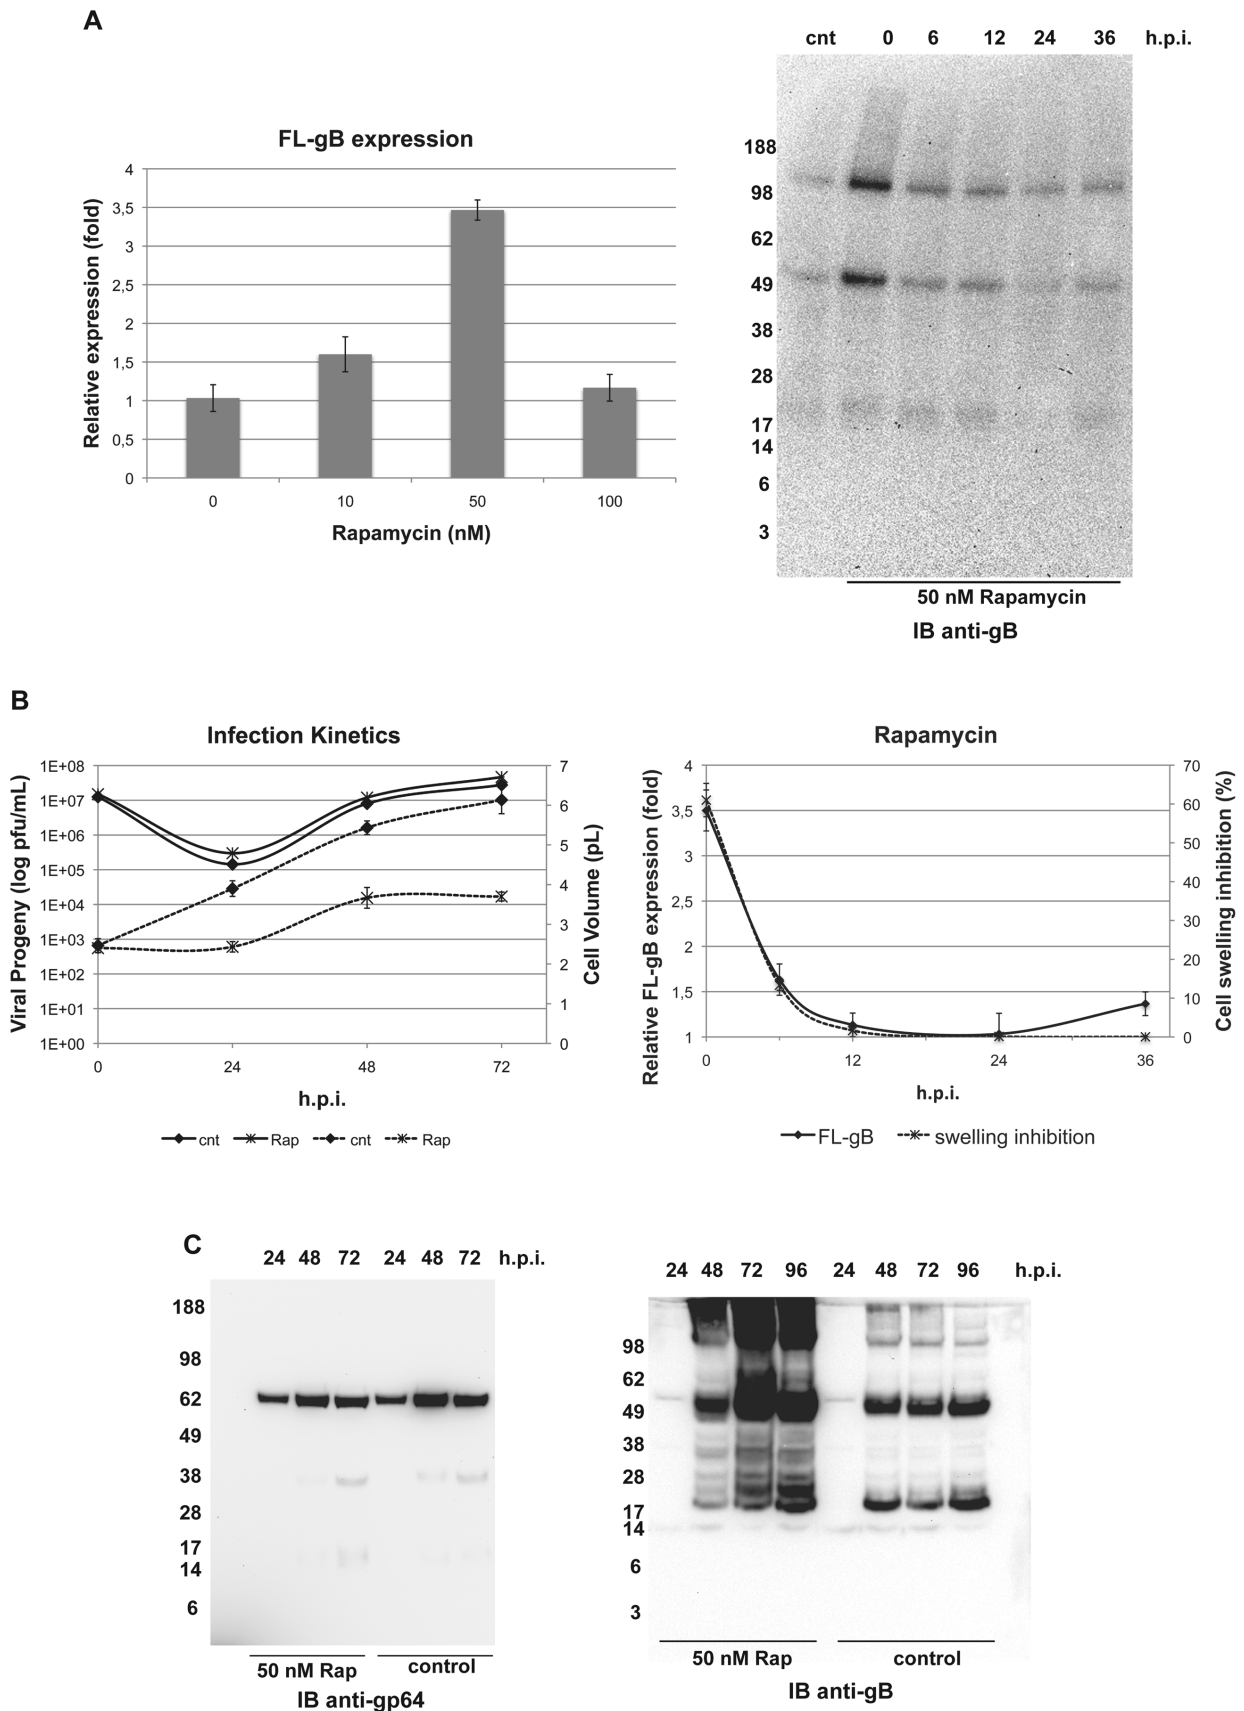 A
FL-gB expression
Relative expression (fold)
4
3,5
3
2,5
2
1,5
1
0,5
0
0 10 50 100
Rapamycin (nM)
cnt 0 6 12 24 36 h.p.i.
188
98
62
49
38
28
17
14
6
3
50 nM Rapamycin
IB anti-gB
B
Infection Kinetics
Viral Progeny (log pfu/mL)
1E+08
1E+07
1E+06
1E+05
1E+04
1E+03
1E+02
1E+01
1E+00
7
6
5
4
3
2
1
0
Cell Volume (pL)
0 24 48 72
h.p.i.
cnt Rap cnt Rap
Rapamycin
Relative FL-gB expression (fold)
4
3,5
3
2,5
2
1,5
1
70
60
50
40
30
20
10
0
Cell swelling inhibition (%)
0 12 24 36
h.p.i.
FL-gB swelling inhibition
C
24 48 72 24 48 72 h.p.i.
188
98
62
49
38
28
17
14
6
50 nM Rap control
IB anti-gp64
24 48 72 96 24 48 72 96 h.p.i.
98
62
49
38
28
17
14
6
3
50 nM Rap control
IB anti-gB